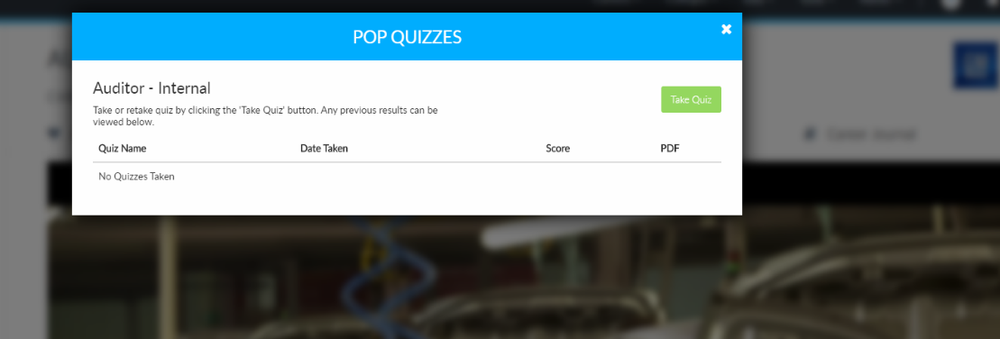 POP QUIZZES
Auditor - Internal
Take Quiz
Take or retake quiz by clicking the 'Take Quiz' button. Any previous results can be
viewed below.
Quiz Name Date Taken Score PDF
No Quizzes Taken
Career Journal